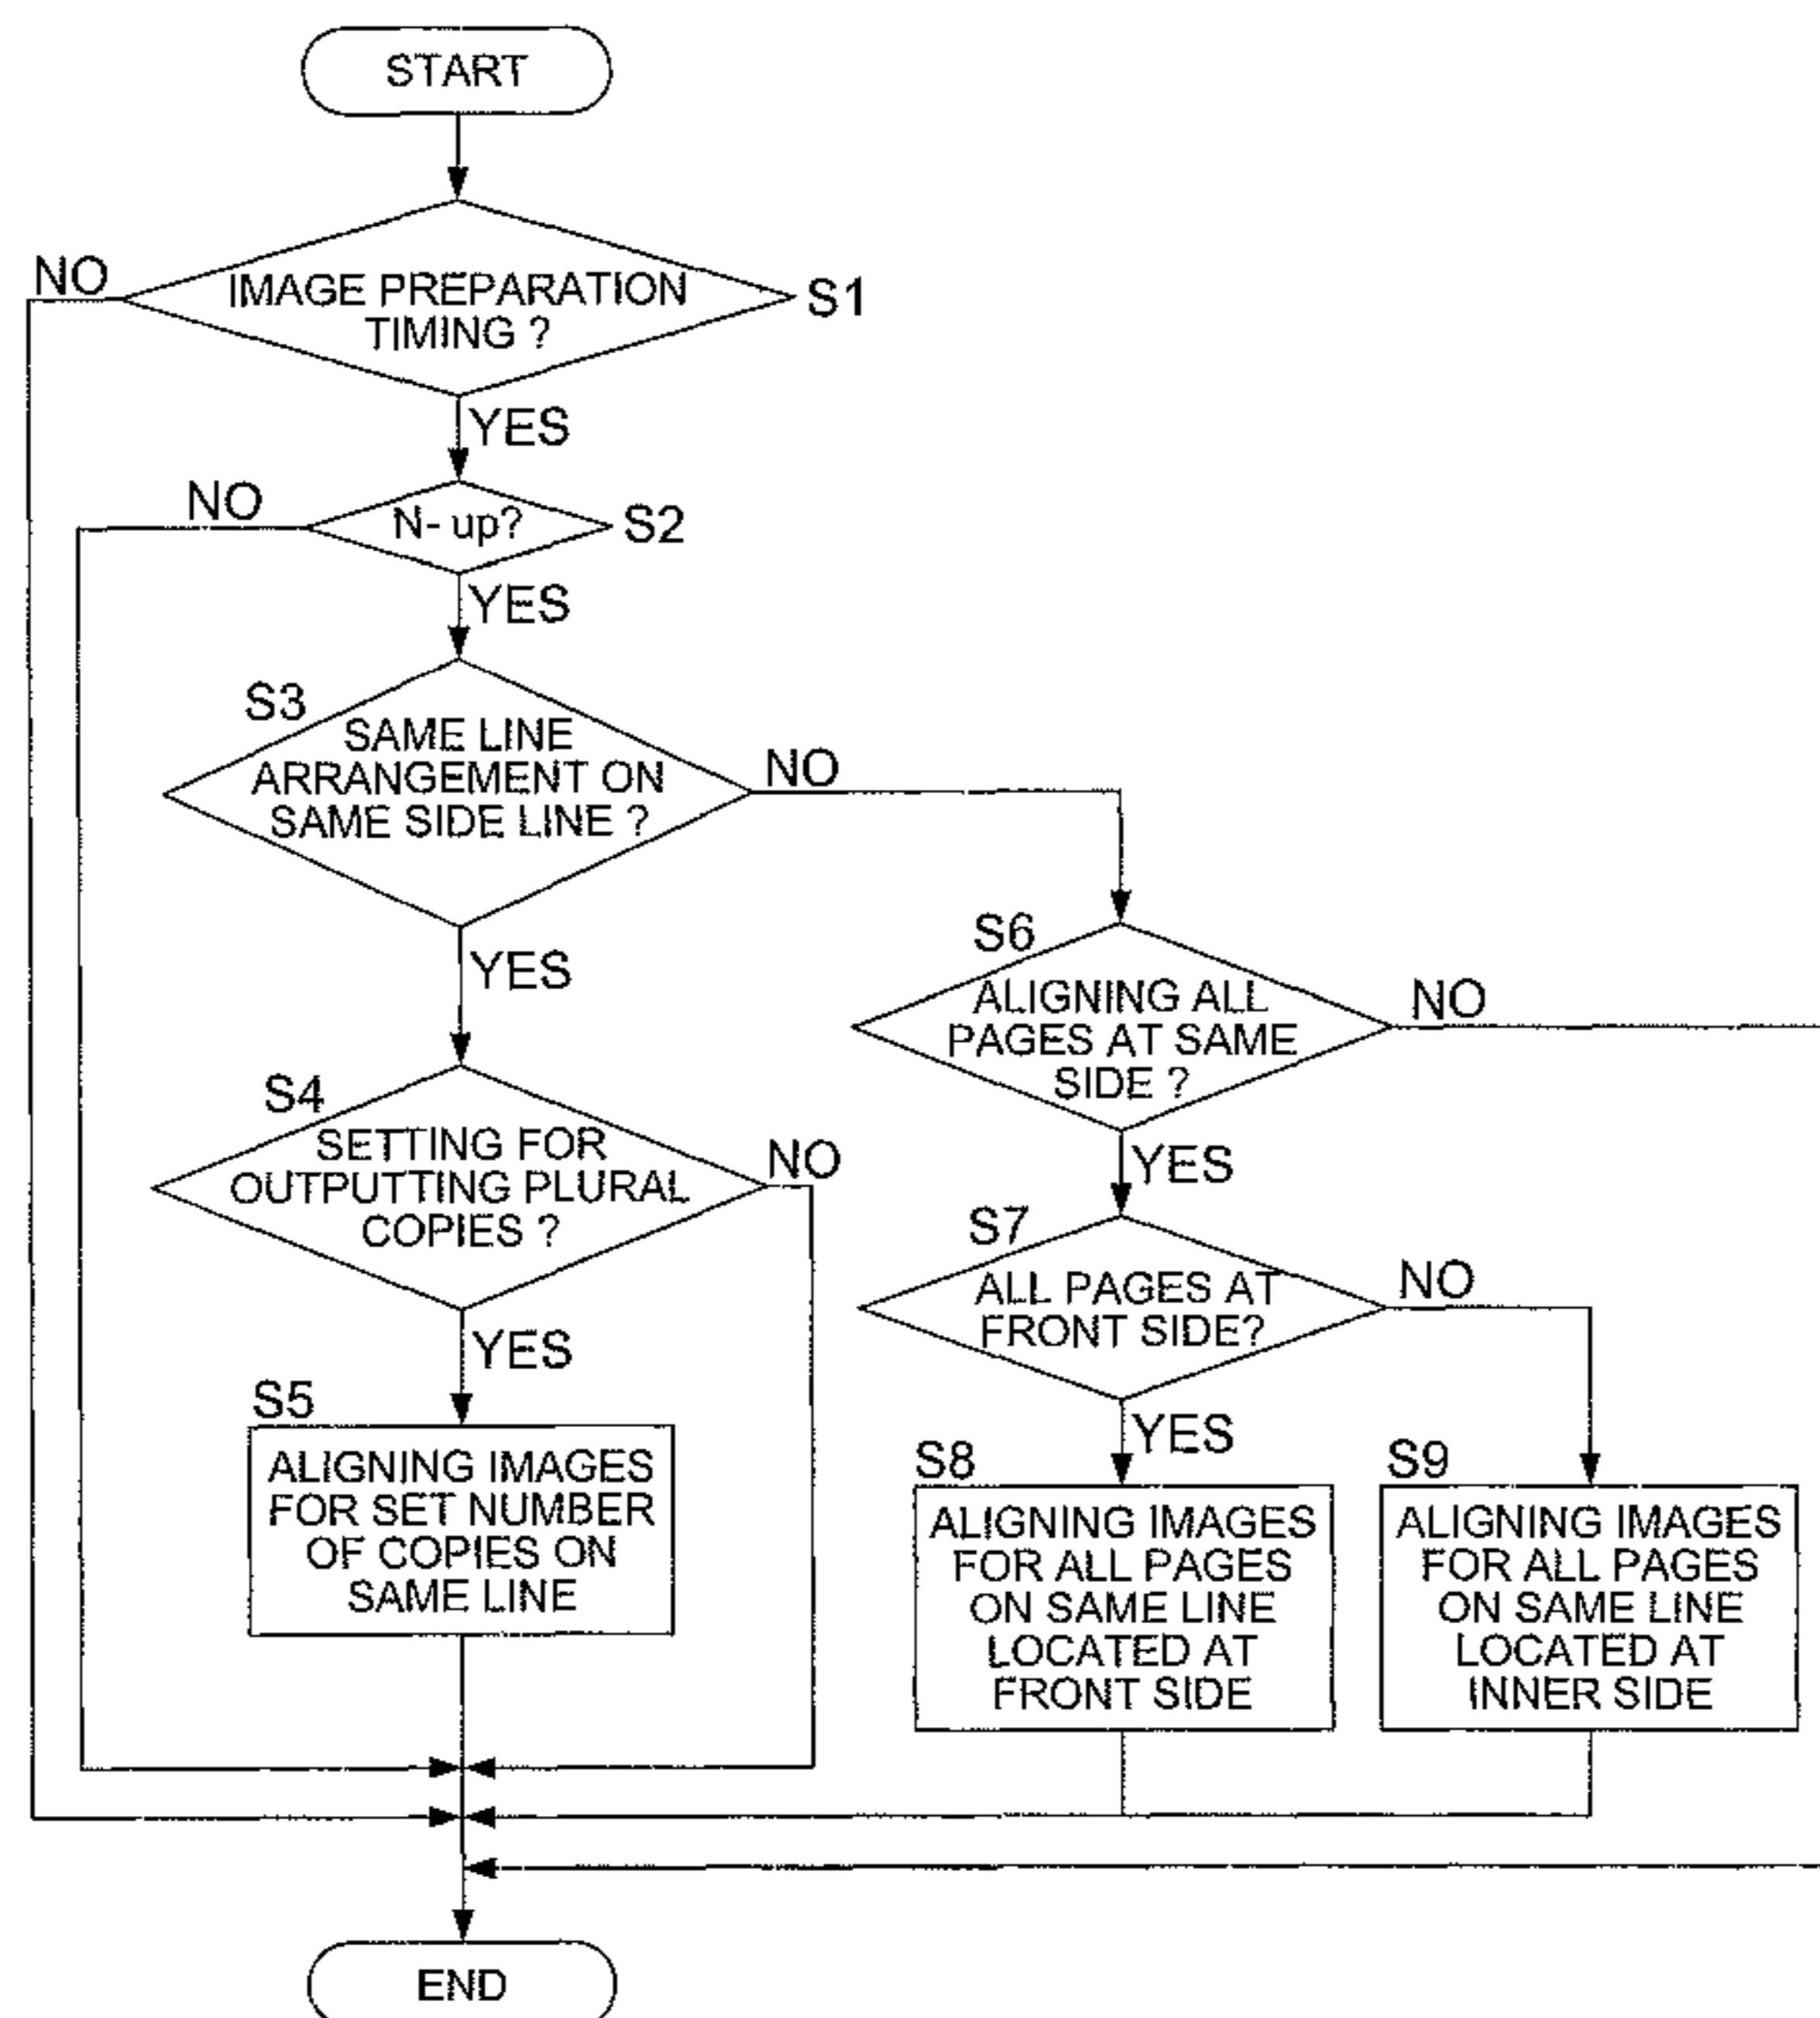 START
NO
IMAGE PREPARATION
TIMING ?
S1
YES
NO
N- up?
S2
YES
S3
SAME LINE
ARRANGEMENT ON
SAME SIDE LINE ?
NO
YES
S6
ALIGNING ALL
PAGES AT SAME
SIDE ?
NO
YES
S4
SETTING FOR
OUTPUTTING PLURAL
COPIES ?
NO
YES
S7
ALL PAGES AT
FRONT SIDE?
NO
YES
S5
ALIGNING IMAGES
FOR SET NUMBER
OF COPIES ON
SAME LINE
S8
ALIGNING IMAGES
FOR ALL PAGES
ON SAME LINE
LOCATED AT
FRONT SIDE
S9
ALIGNING IMAGES
FOR ALL PAGES
ON SAME LINE
LOCATED AT
INNER SIDE
END